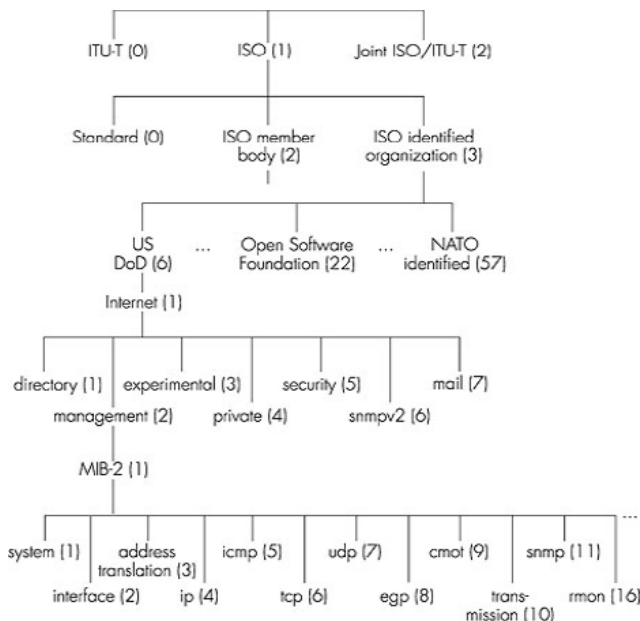 ITU-T (0) ISO (1) Joint ISO/ITU-T (2)
Standard (0) ISO member body (2) ISO identified organization (3)
US DoD (6) ... Open Software Foundation (22) ... NATO identified (57)
Internet (1)
directory (1) experimental (3) security (5) mail (7)
management (2) private (4) snmpv2 (6)
MIB-2 (1)
...
system (1) address translation (3) icmp (5) udp (7) cmot (9) snmp (11)
interface (2) ip (4) tcp (6) egp (8) trans-mission (10) rmon (16)